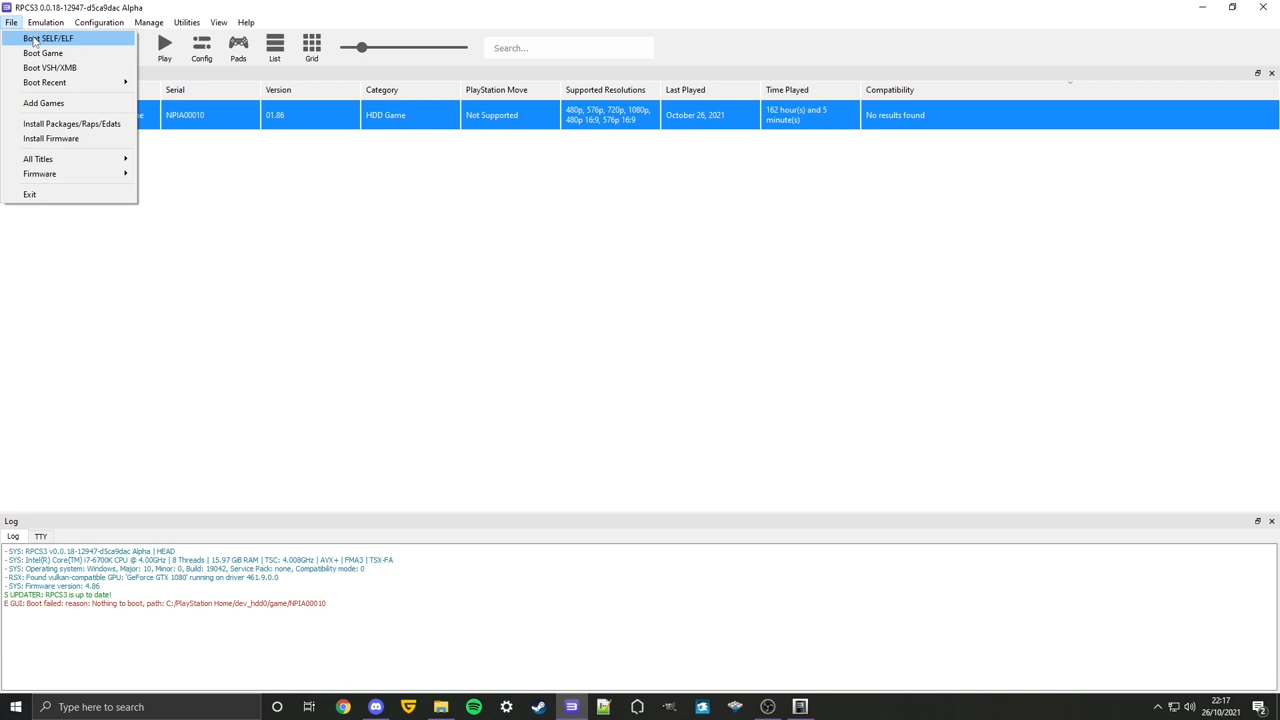 RPCS3 0.0.18-12947-d5ca9dac Alpha
File Emulation Configuration Manage Utilities View Help
Boot SELF/ELF
Boot Game
Boot VSH/XMB
Boot Recent
Add Games
Install Packages/Raps/Edats
Install Firmware
All Titles
Firmware
Exit
Play Config Pads List Grid
Search...
Serial Version Category PlayStation Move Supported Resolutions Last Played Time Played Compatibility
NPIA00010 01.86 HDD Game Not Supported 480p, 576p, 720p, 1080p, 480p 16:9, 576p 16:9 October 26, 2021 162 hour(s) and 5 minute(s) No results found
Log
Log TTY
- SYS: RPCS3 v0.0.18-12947-d5ca9dac Alpha | HEAD
- SYS: Intel(R) Core(TM) i7-6700K CPU @ 4.00GHz | 8 Threads | 15.97 GiB RAM | TSC: 4.008GHz | AVX+ | FMA3 | TSX-FA
- SYS: Operating system: Windows, Major: 10, Minor: 0, Build: 19042, Service Pack: none, Compatibility mode: 0
- RSX: Found vulkan-compatible GPU: 'GeForce GTX 1080' running on driver 461.9.0.0
- SYS: Firmware version: 4.86
S UPDATER: RPCS3 is up to date!
E GUI: Boot failed: reason: Nothing to boot, path: C:/PlayStation Home/dev_hdd0/game/NPIA00010
Type here to search
22:17
26/10/2021
2